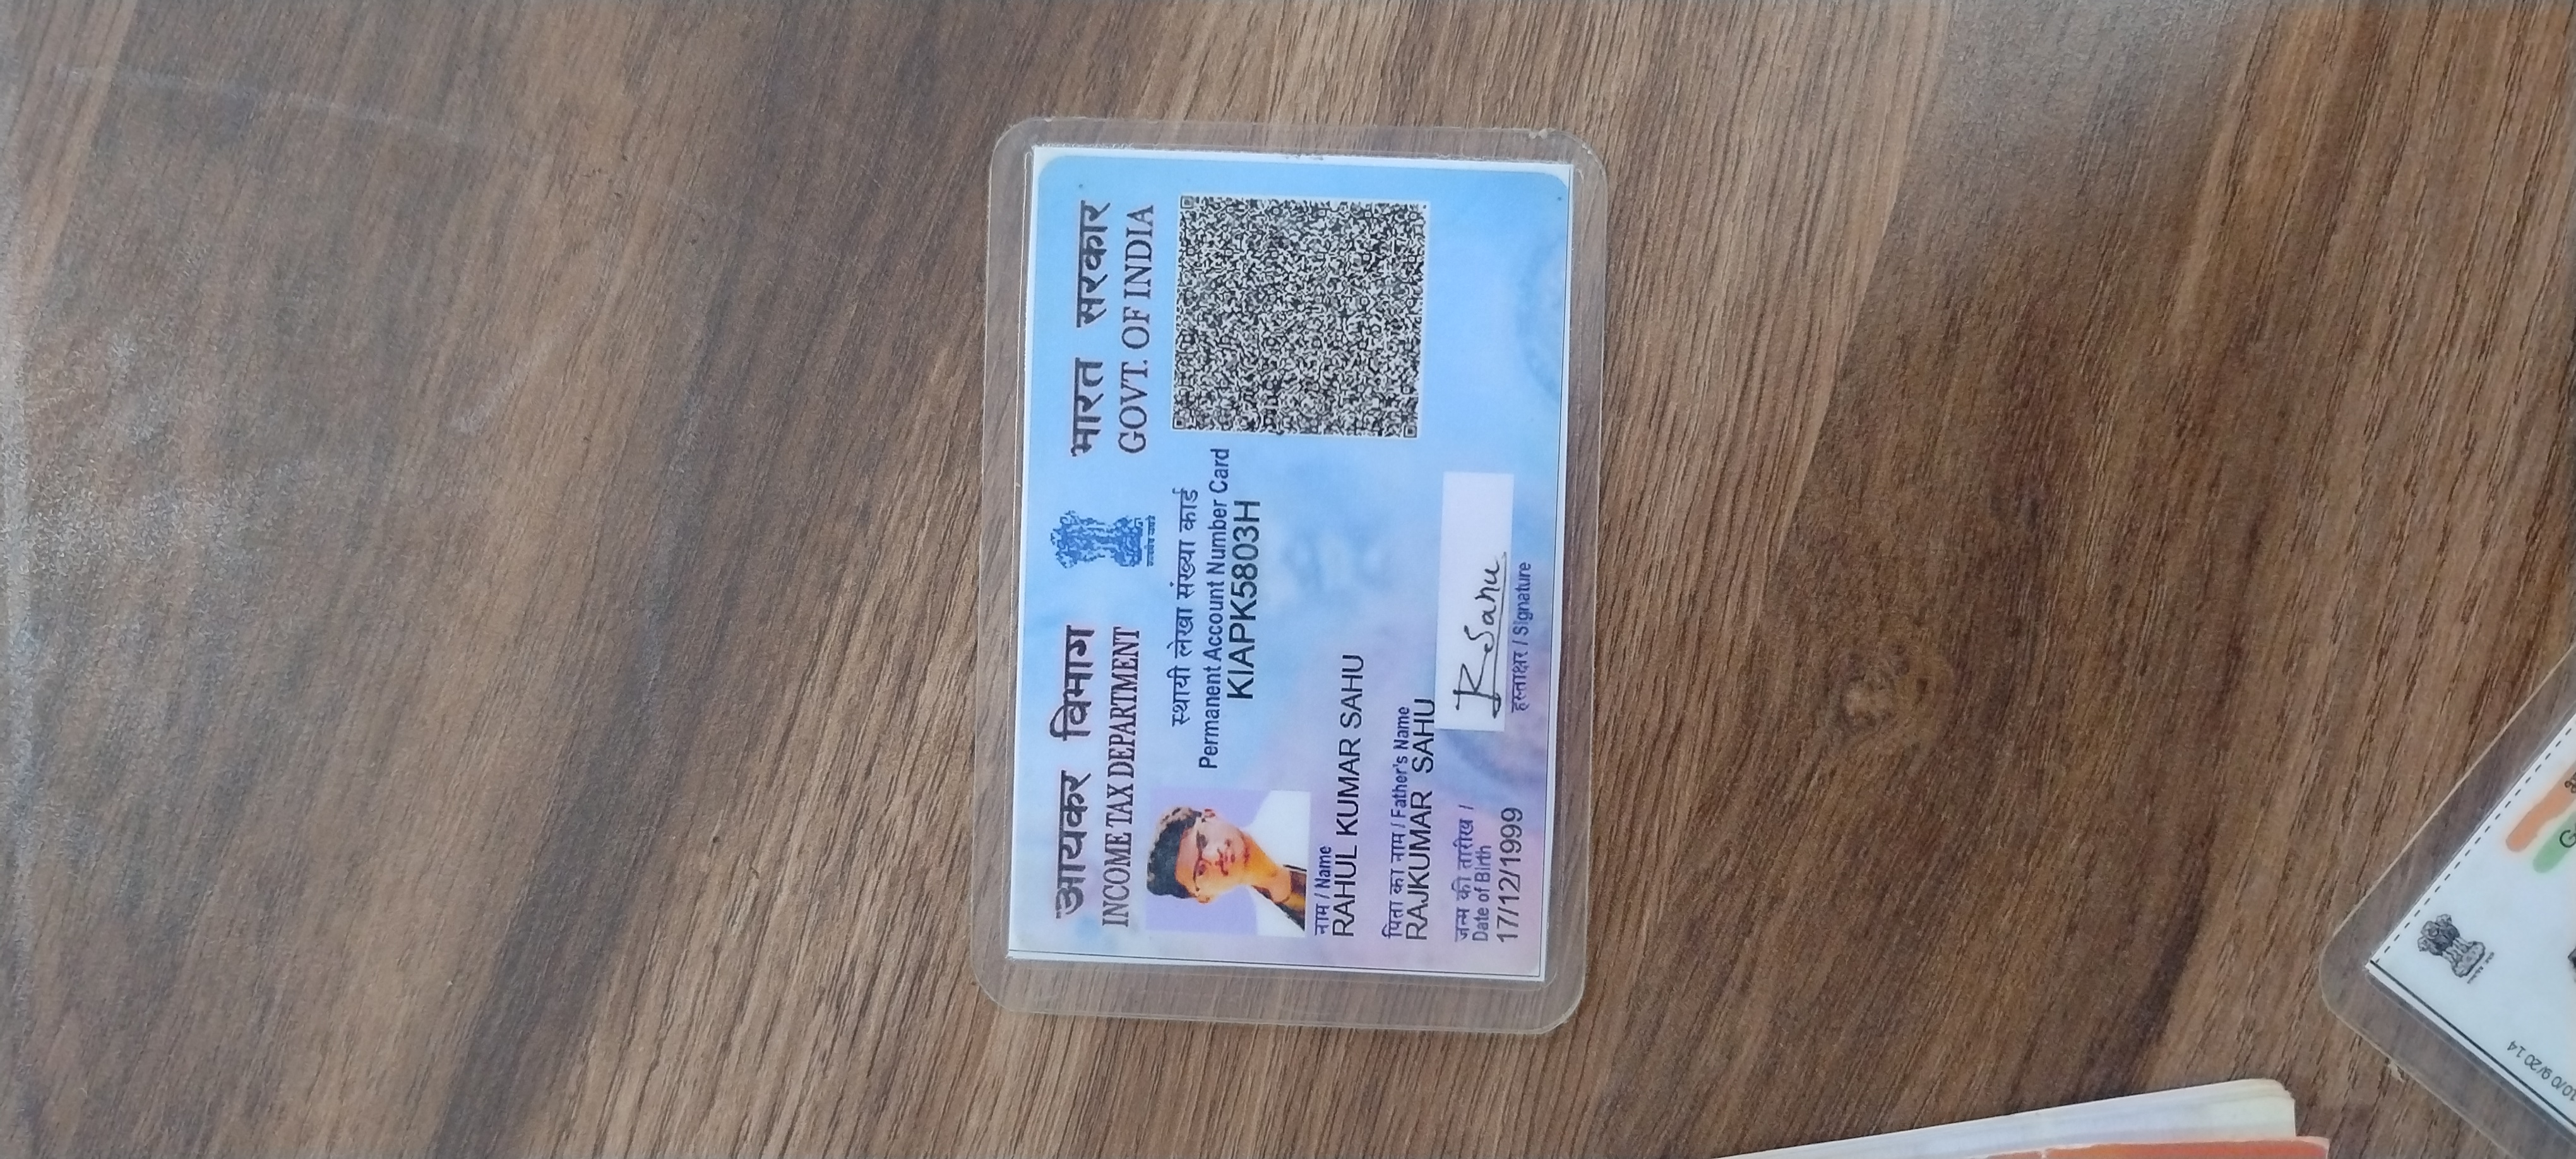 आयकर विभाग
INCOME TAX DEPARTMENT
भारत सरकार
GOVT. OF INDIA
स्थायी लेखा संख्या कार्ड
Permanent Account Number Card
KIAPK5803H
नाम / Name
RAHUL KUMAR SAHU
पिता का नाम / Father's Name
RAJKUMAR SAHU
जन्म की तारीख /
Date of Birth
17/12/1999
RSahu
हस्ताक्षर / Signature